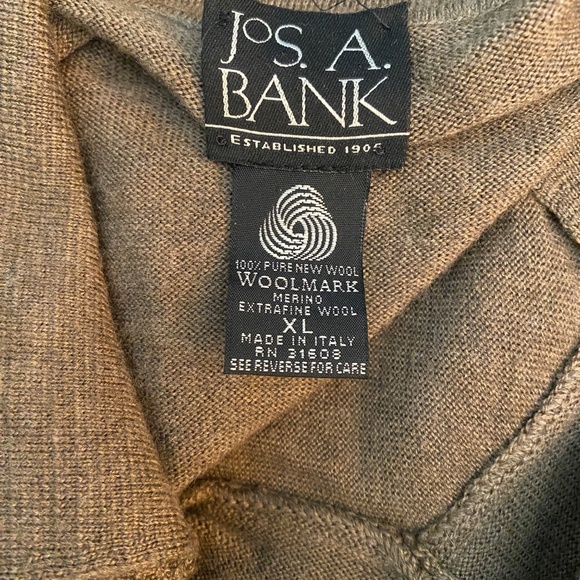 JOS. A.
BANK
ESTABLISHED 1905
100% PURE NEW WOOL
WOOLMARK
MERINO
EXTRAFINE WOOL
XL
MADE IN ITALY
RN 31608
SEE REVERSE FOR CARE